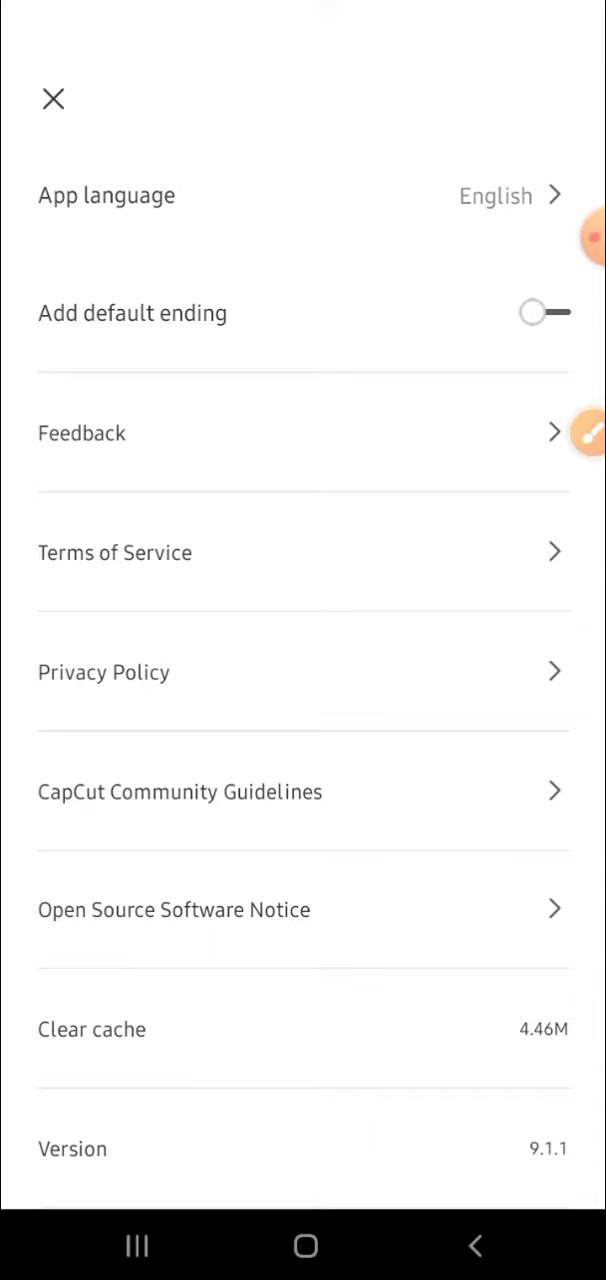 App language
English
Add default ending
Feedback
Terms of Service
Privacy Policy
CapCut Community Guidelines
Open Source Software Notice
Clear cache
4.46M
Version
9.1.1